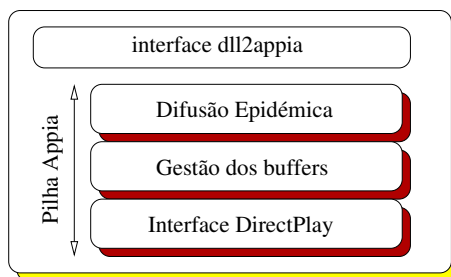 interface dll2appia
Pilha Appia
Difusão Epidémica
Gestão dos buffers
Interface DirectPlay